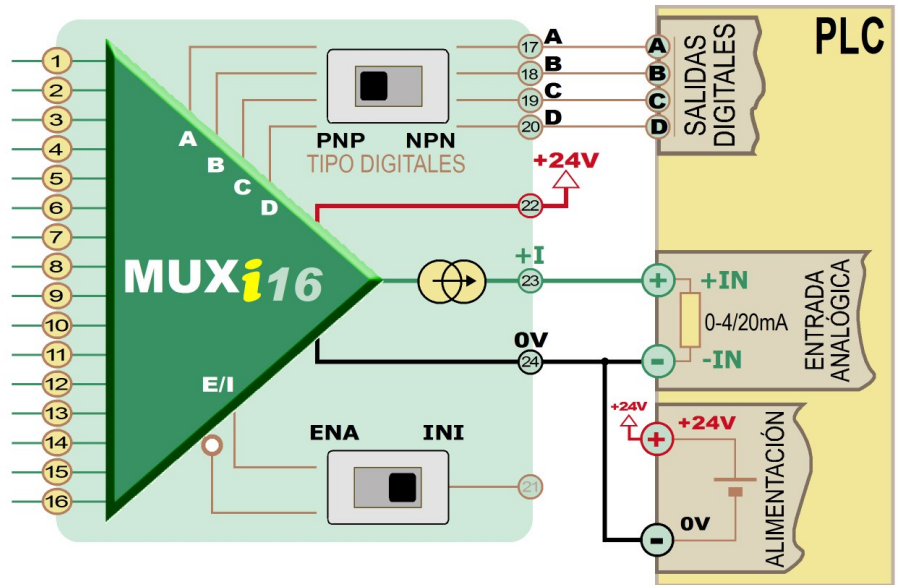 1
2
3
4
5
6
7
8
9
10
11
12
13
14
15
16
MUXi16
A
B
C
D
E/I
PNP NPN
TIPO DIGITALES
17 A
18 B
19 C
20 D
+24V
22
+I
23
0V
24
ENA INI
21
PLC
A
B
C
D
SALIDAS
DIGITALES
+ +IN
0-4/20mA
- -IN
ENTRADA
ANALÓGICA
+24V
+ +24V
0V
-
ALIMENTACIÓN